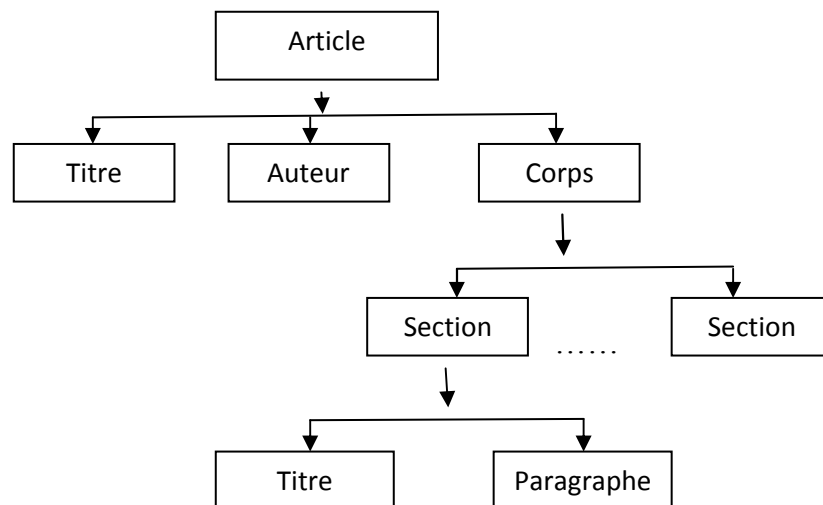 Article
Titre Auteur Corps
Section ...... Section
Titre Paragraphe